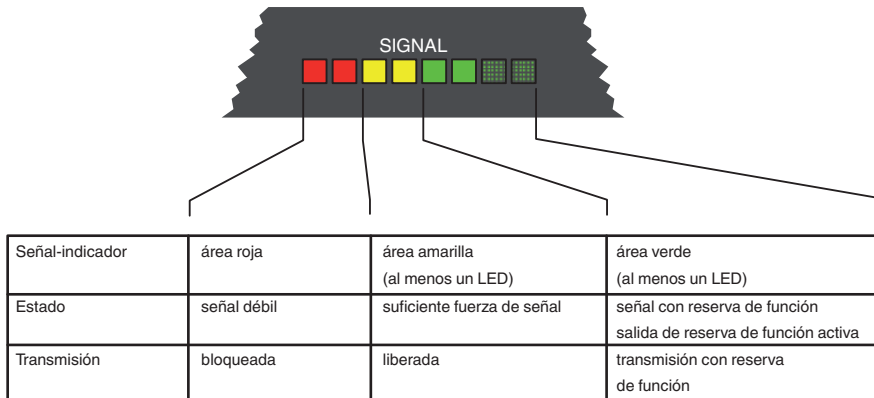 SIGNAL
Señal-indicador
área roja
área amarilla
(al menos un LED)
área verde
(al menos un LED)
Estado
señal débil
suficiente fuerza de señal
señal con reserva de función
salida de reserva de función activa
Transmisión
bloqueada
liberada
transmisión con reserva
de función